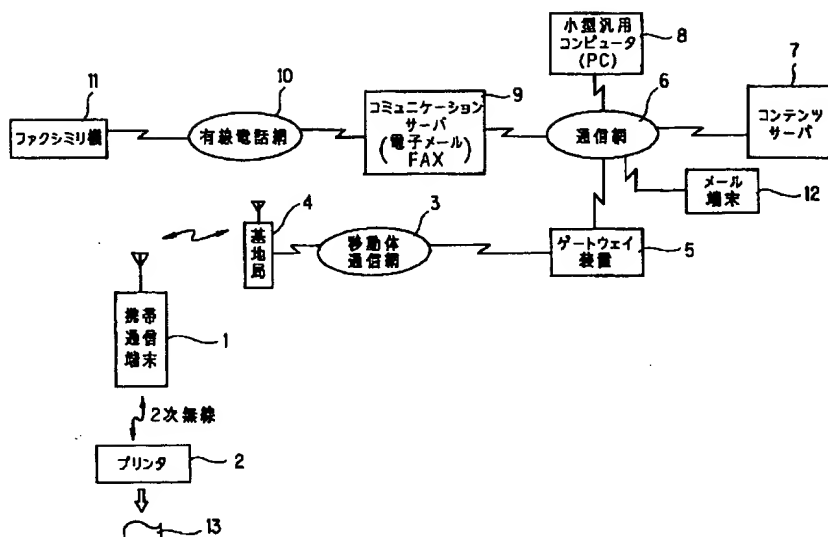 小型汎用
コンピュータ
(PC)
8
7
コンテンツ
サーバ
11
ファクシミリ機
10
有線電話網
コミュニケーション
サーバ
(電子メール)
FAX
9
6
通信網
メール
端末
12
4
基地局
3
移動体
通信網
ゲートウェイ
装置
5
携帯
通信
端末
1
2次無線
プリンタ
2
13